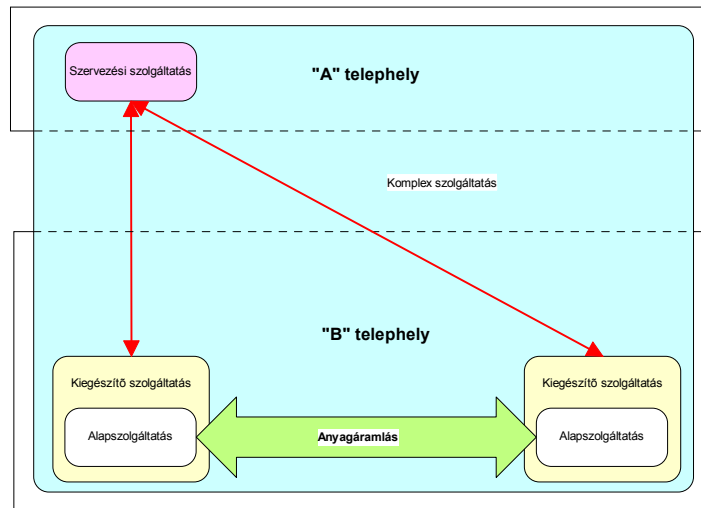 Szervezési szolgáltatás
"A" telephely
Komplex szolgáltatás
"B" telephely
Kiegészítő szolgáltatás
Kiegészítő szolgáltatás
Alapszolgáltatás
Anyagáramlás
Alapszolgáltatás